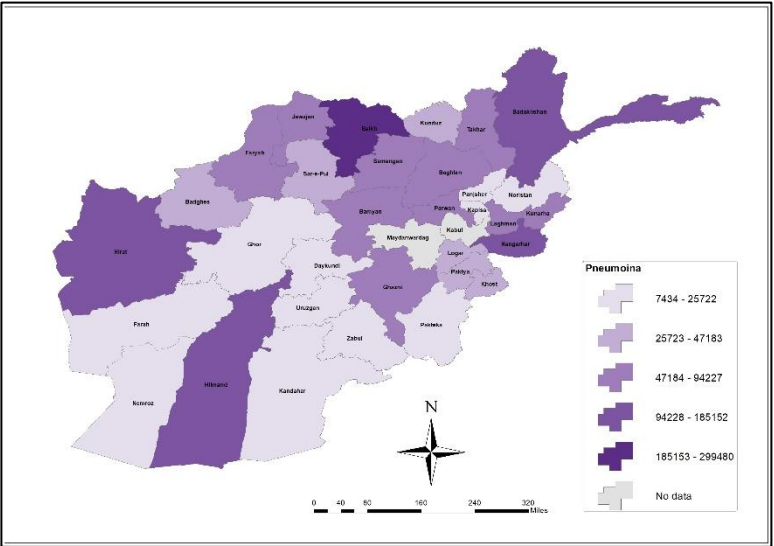 Badakhshan
Jawzjan
Balkh
Kunduz
Takhar
Faryab
Samangan
Baghlan
Sar-e-Pul
Panjsher
Noristan
Badghes
Kapisa
Bamyan
Parwan
Laghman
Kunarha
Kabul
Maydanwardag
Nangarhar
Ghor
Hirat
Logar
Daykundi
Paktya
Khost
Ghazni
Uruzgan
Farah
Paktika
Zabul
Hilmand
Kandahar
Nimroz
Pneumoina
7434 - 25722
25723 - 47183
47184 - 94227
94228 - 185152
185153 - 299480
No data
N
0 40 80 160 240 320
Miles